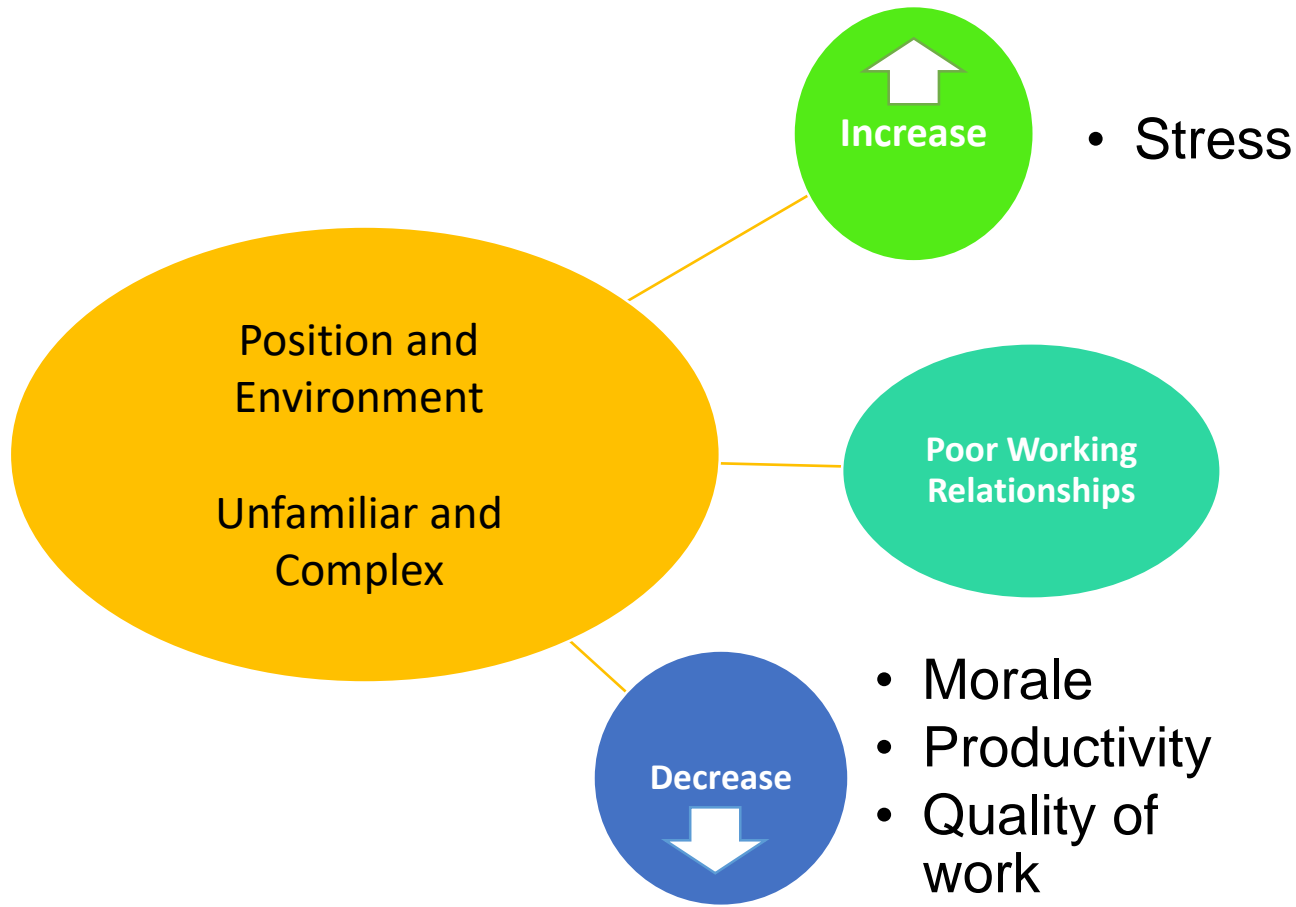 Increase
• Stress
Position and
Environment
Unfamiliar and
Complex
Poor Working
Relationships
Decrease
• Morale
• Productivity
• Quality of
work